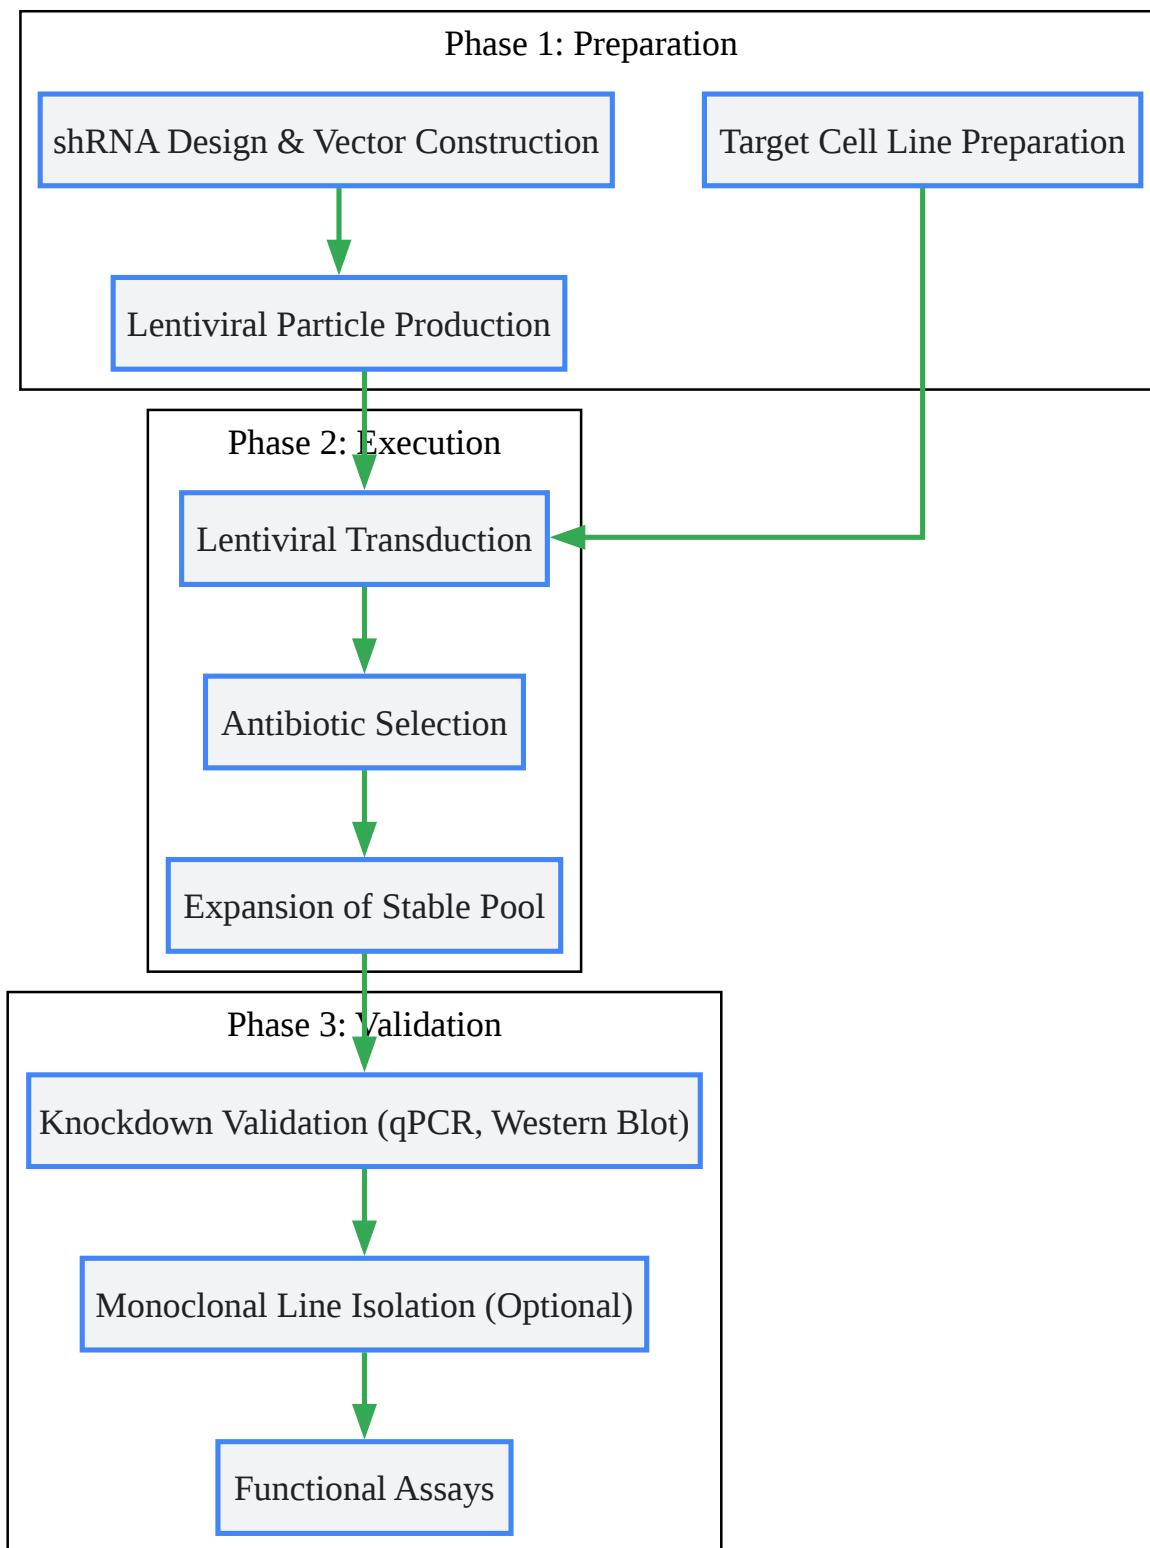 Phase 1: Preparation
shRNA Design & Vector Construction
Target Cell Line Preparation
Lentiviral Particle Production
Phase 2: Execution
Lentiviral Transduction
Antibiotic Selection
Expansion of Stable Pool
Phase 3: Validation
Knockdown Validation (qPCR, Western Blot)
Monoclonal Line Isolation (Optional)
Functional Assays